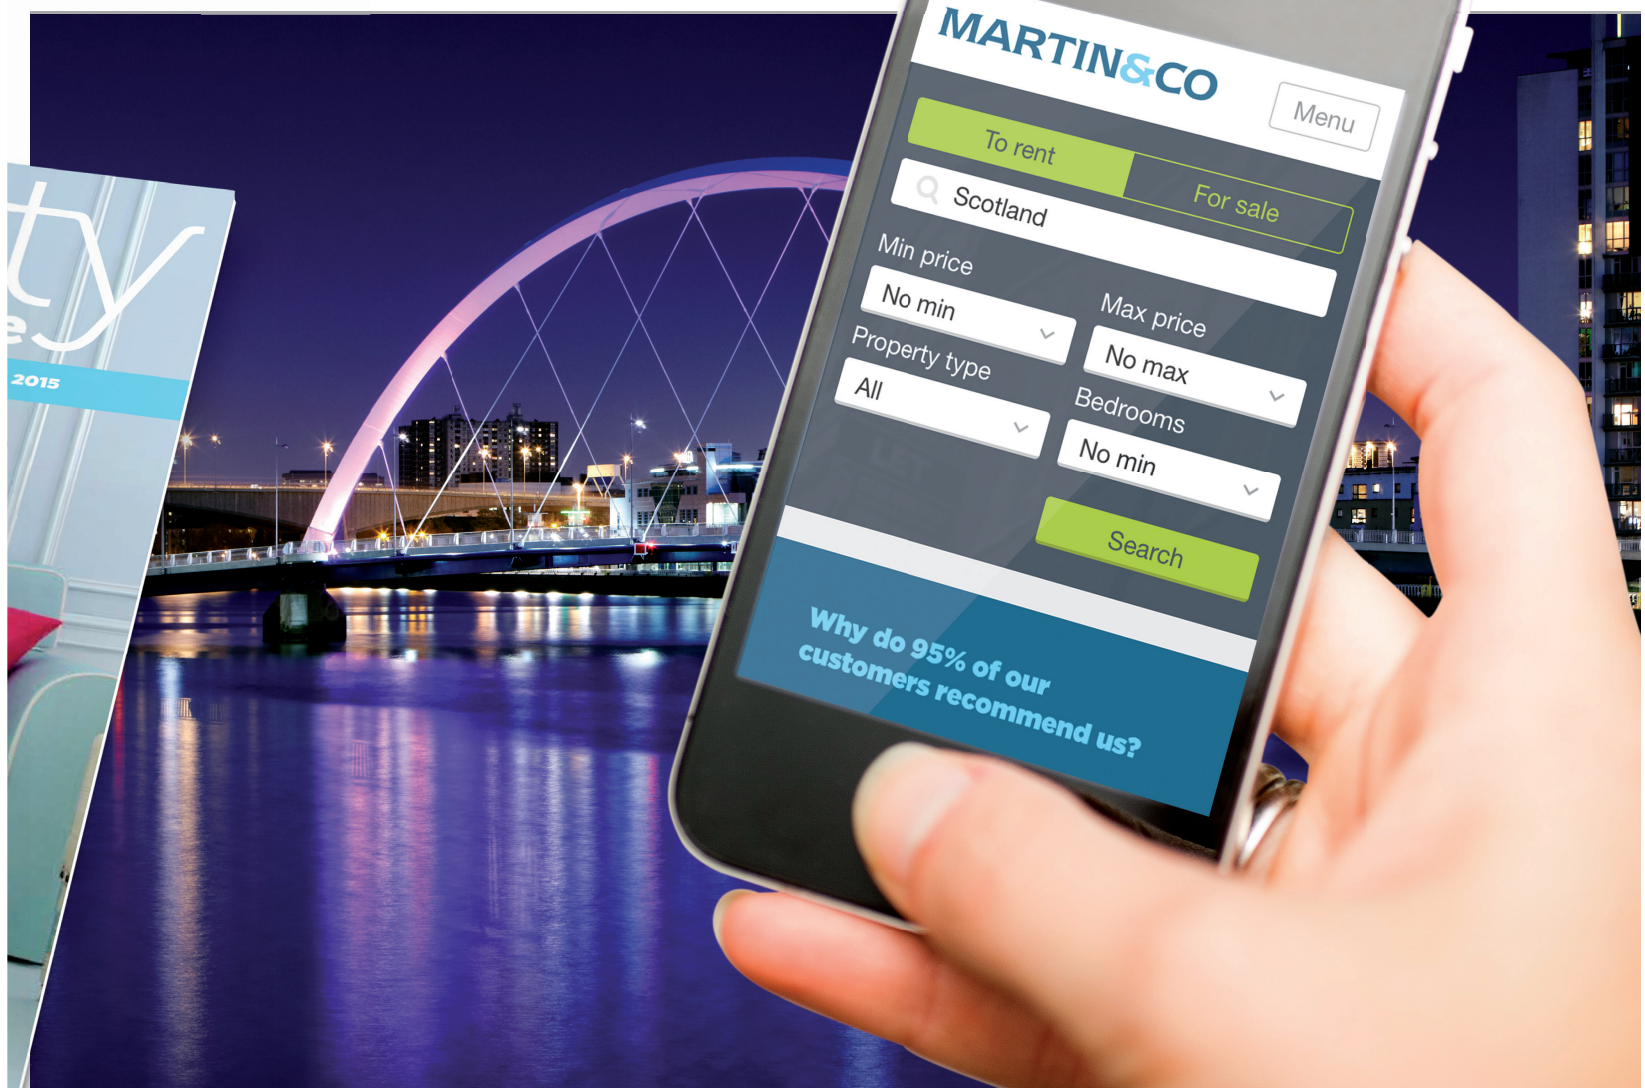 MARTIN&CO
Menu
To rent
For sale
Scotland
Min price
Max price
No min
No max
Property type
Bedrooms
All
No min
Search
Why do 95% of our
customers recommend us?
ty
e
2015